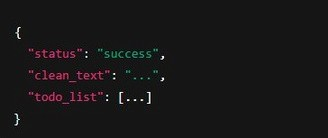 {
  "status": "success",
  "clean_text": "...",
  "todo_list": [...]
}